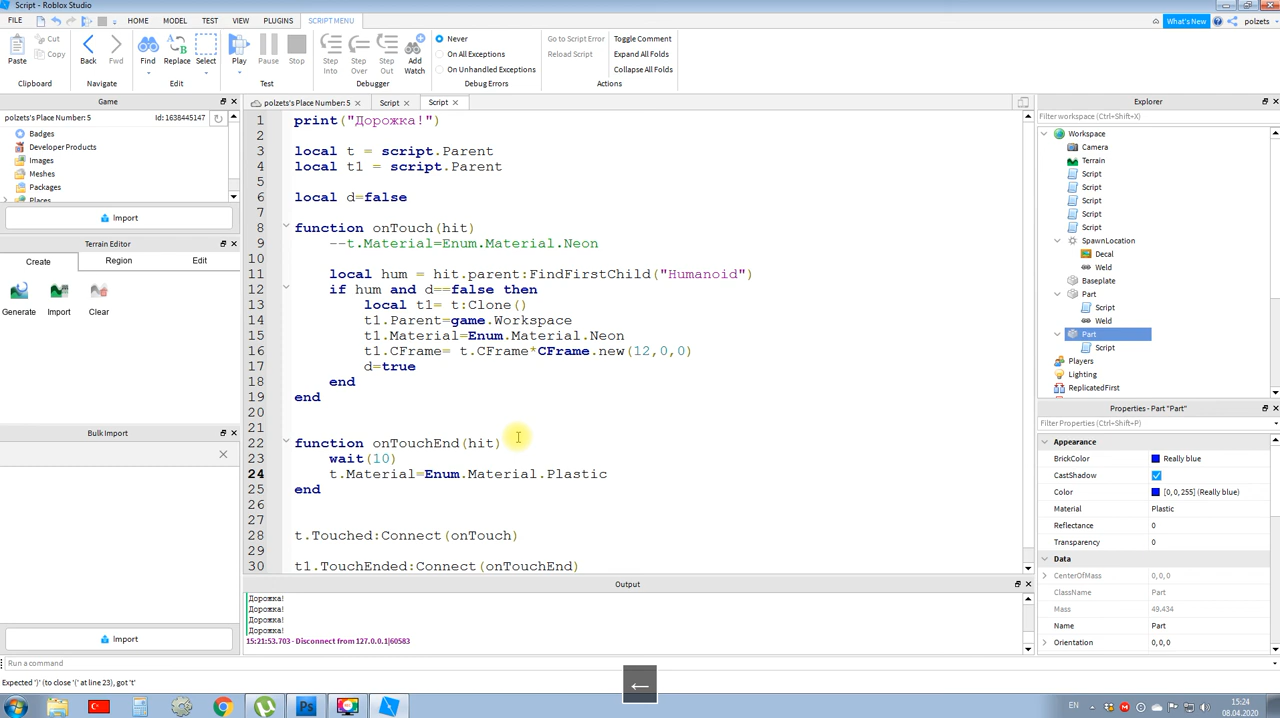 Script - Roblox Studio
FILE HOME MODEL TEST VIEW PLUGINS SCRIPT MENU What's New polzets
Paste Cut Copy Back Fwd Find Replace Select Play Pause Stop Step Into Step Over Step Out Add Watch
Never
On All Exceptions
On Unhandled Exceptions
Go to Script Error
Reload Script
Toggle Comment
Expand All Folds
Collapse All Folds
Clipboard Navigate Edit Test Debugger Debug Errors Actions
Game
polzets's Place Number: 5 Id: 1638445147
Badges
Developer Products
Images
Meshes
Packages
Places
Import
Terrain Editor
Create Region Edit
Generate Import Clear
Bulk Import
Import
polzets's Place Number: 5 Script Script
1 print("Дорожка!")
2
3 local t = script.Parent
4 local t1 = script.Parent
5
6 local d=false
7
8 function onTouch(hit)
9 --t.Material=Enum.Material.Neon
10
11 local hum = hit.parent:FindFirstChild("Humanoid")
12 if hum and d==false then
13 local t1= t:Clone()
14 t1.Parent=game.Workspace
15 t1.Material=Enum.Material.Neon
16 t1.CFrame= t.CFrame*CFrame.new(12,0,0)
17 d=true
18 end
19 end
20
21
22 function onTouchEnd(hit)
23 wait(10)
24 t.Material=Enum.Material.Plastic
25 end
26
27
28 t.Touched:Connect(onTouch)
29
30 t1.TouchEnded:Connect(onTouchEnd)
Output
Дорожка!
Дорожка!
Дорожка!
Дорожка!
15:21:53.703 - Disconnect from 127.0.0.1|60583
Explorer
Filter workspace (Ctrl+Shift+X)
Workspace
Camera
Terrain
Script
Script
Script
Script
Script
SpawnLocation
Decal
Weld
Baseplate
Part
Script
Weld
Part
Script
Players
Lighting
ReplicatedFirst
Properties - Part "Part"
Filter Properties (Ctrl+Shift+P)
Appearance
BrickColor Really blue
CastShadow
Color [0, 0, 255] (Really blue)
Material Plastic
Reflectance 0
Transparency 0
Data
CenterOfMass 0, 0, 0
ClassName Part
Mass 49.434
Name Part
Orientation 0, 0, 0
Run a command
Expected ')' (to close '(' at line 23), got 't'
←
EN 15:24
08.04.2020